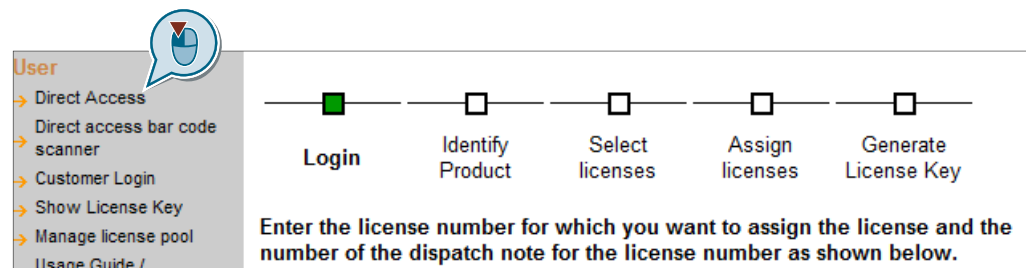 User
Direct Access
Direct access bar code
scanner
Customer Login
Show License Key
Manage license pool
Usage Guide /
Login
Identify
Product
Select
licenses
Assign
licenses
Generate
License Key
Enter the license number for which you want to assign the license and the
number of the dispatch note for the license number as shown below.